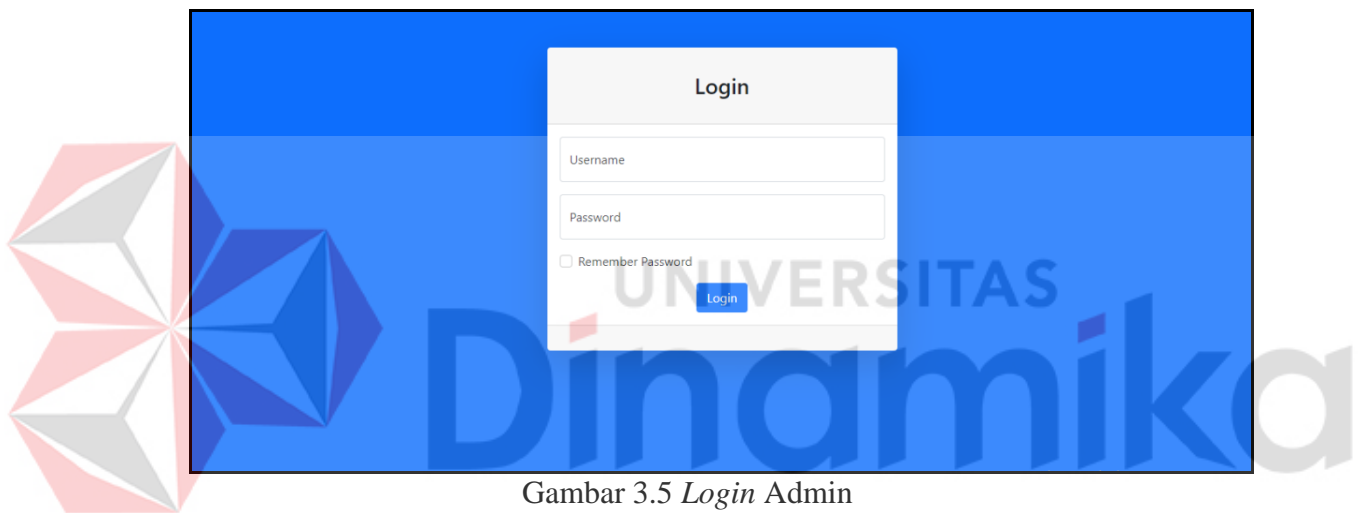 Login
Username
Password
Remember Password
Login
UNIVERSITAS
Dinamika
Gambar 3.5 Login Admin